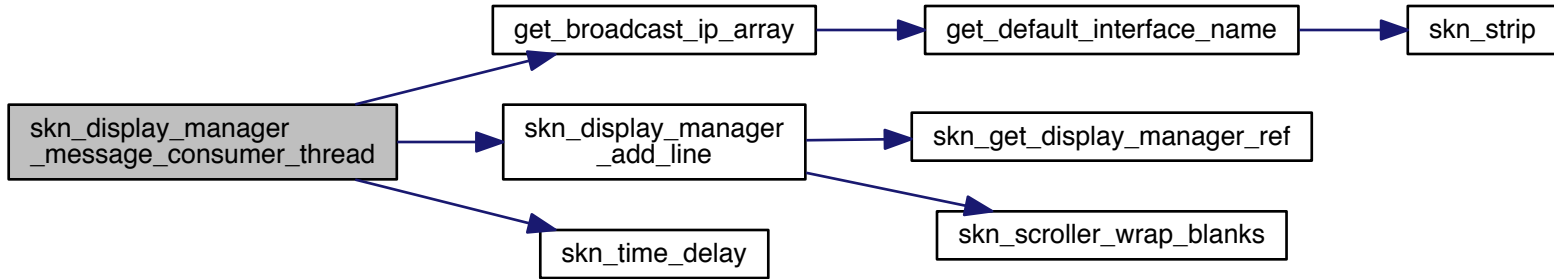 get_broadcast_ip_array
get_default_interface_name
skn_strip
skn_display_manager
_message_consumer_thread
skn_display_manager
_add_line
skn_get_display_manager_ref
skn_scroller_wrap_blanks
skn_time_delay